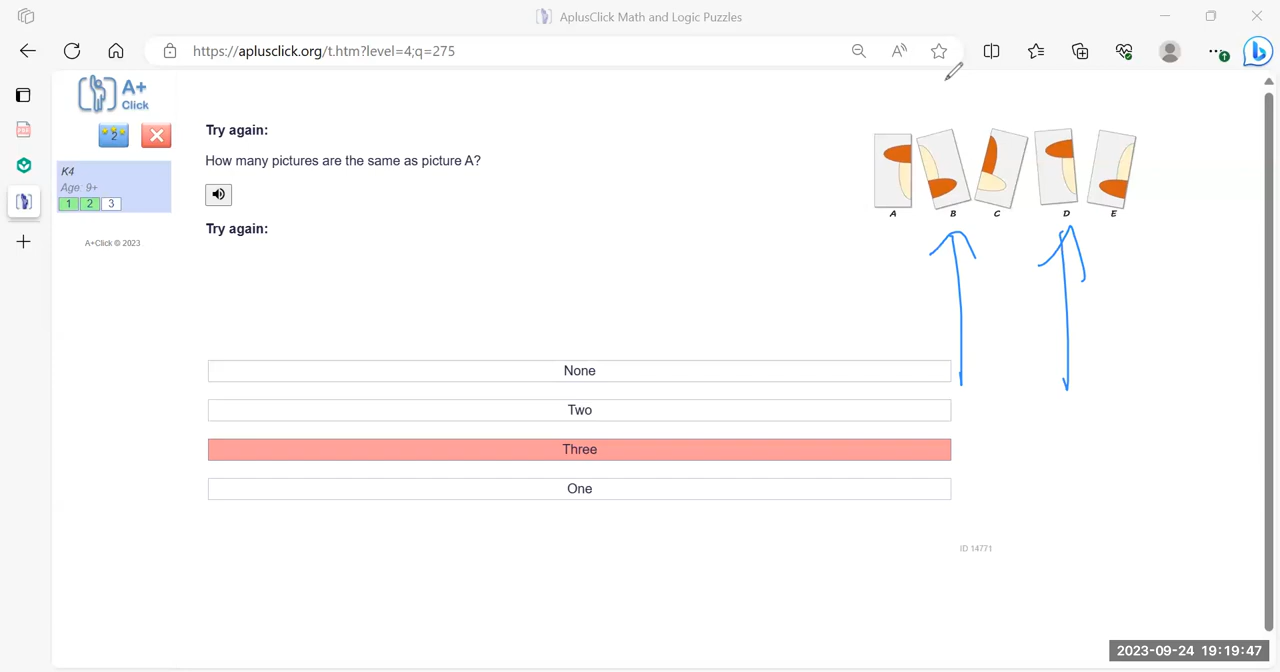 AplusClick Math and Logic Puzzles
https://aplusclick.org/t.htm?level=4;q=275
A+
Click
2
K4
Age: 9+
1 2 3
A+Click © 2023
Try again:
How many pictures are the same as picture A?
Try again:
A B C D E
None
Two
Three
One
ID 14771
2023-09-24 19:19:47